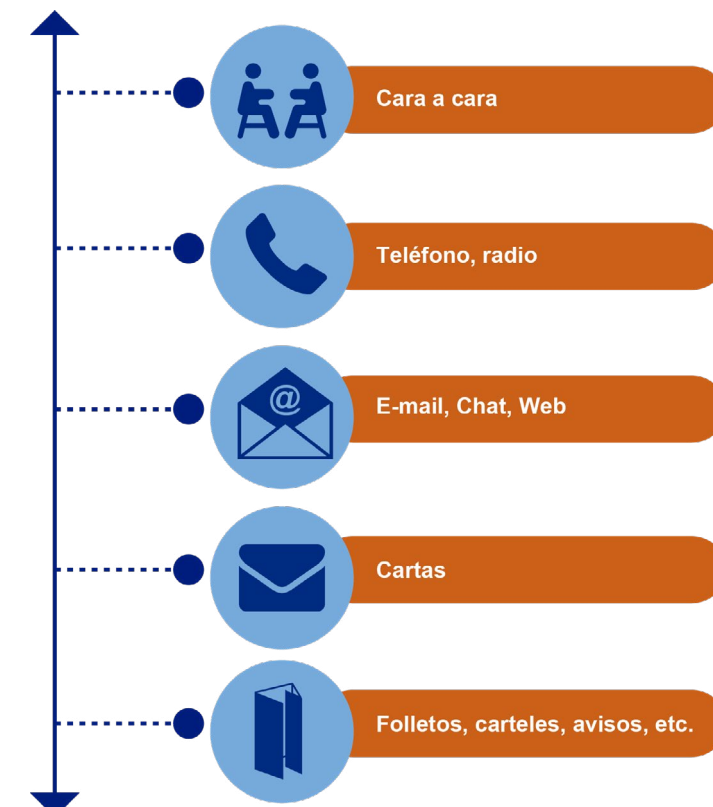 Cara a cara
Teléfono, radio
@
E-mail, Chat, Web
Cartas
Folletos, carteles, avisos, etc.